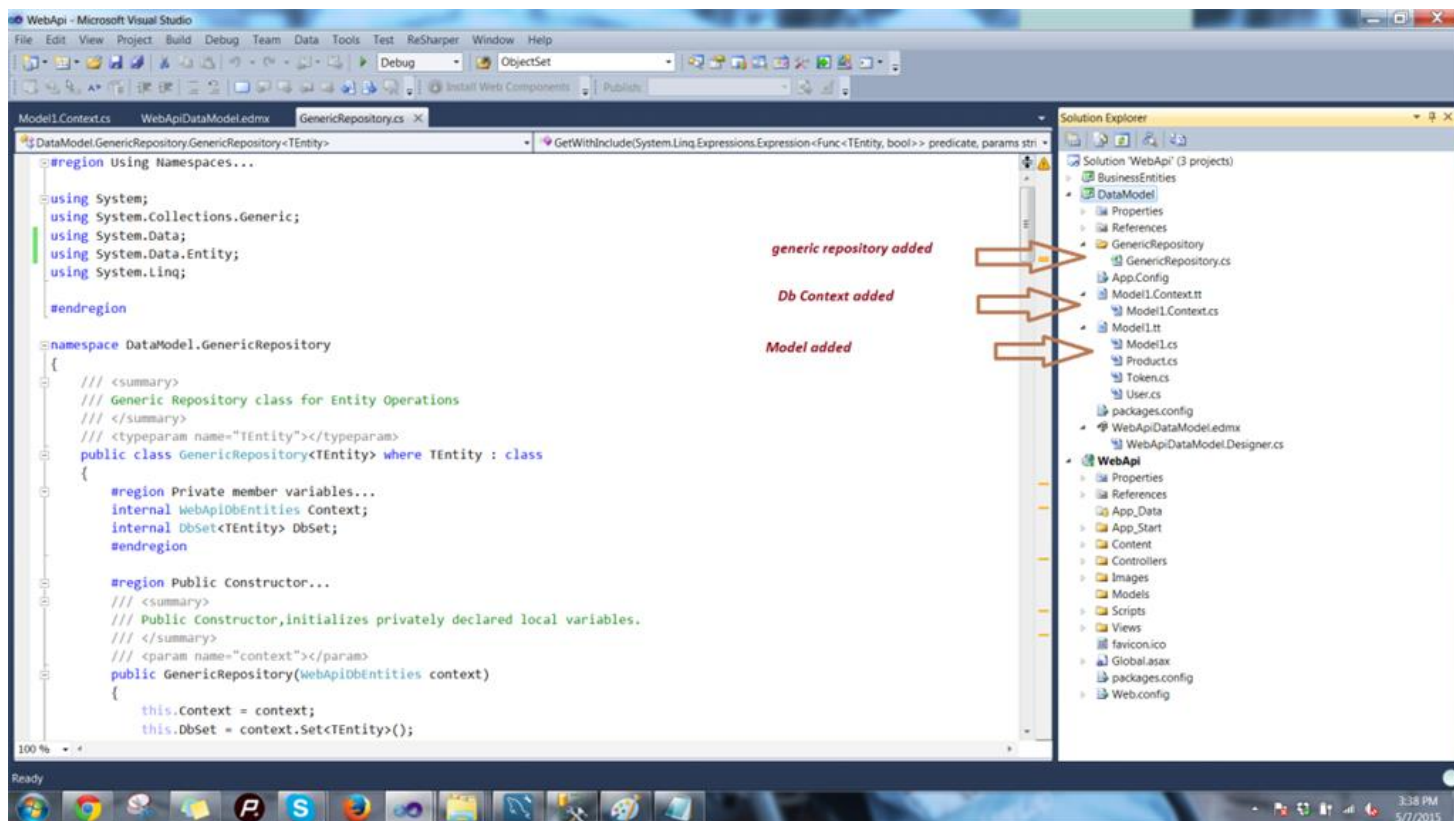 WebApi - Microsoft Visual Studio
File Edit View Project Build Debug Team Data Tools Test ReSharper Window Help
Debug ObjectSet
Install Web Components Publish:
Model1.Context.cs WebApiDataModel.edmx GenericRepository.cs
DataModel.GenericRepository.GenericRepository<TEntity> GetWithInclude(System.Linq.Expressions.Expression<Func<TEntity, bool>> predicate, params stri
#region Using Namespaces...
using System;
using System.Collections.Generic;
using System.Data;
using System.Data.Entity;
using System.Linq;
#endregion
namespace DataModel.GenericRepository
{
/// <summary>
/// Generic Repository class for Entity Operations
/// </summary>
/// <typeparam name="TEntity"></typeparam>
public class GenericRepository<TEntity> where TEntity : class
{
#region Private member variables...
internal WebApiDbEntities Context;
internal DbSet<TEntity> DbSet;
#endregion
#region Public Constructor...
/// <summary>
/// Public Constructor,initializes privately declared local variables.
/// </summary>
/// <param name="context"></param>
public GenericRepository(WebApiDbEntities context)
{
this.Context = context;
this.DbSet = context.Set<TEntity>();
100 %
generic repository added
Db Context added
Model added
Solution Explorer
Solution 'WebApi' (3 projects)
BusinessEntities
DataModel
Properties
References
GenericRepository
GenericRepository.cs
App.Config
Model1.Context.tt
Model1.Context.cs
Model1.tt
Model1.cs
Product.cs
Token.cs
User.cs
packages.config
WebApiDataModel.edmx
WebApiDataModel.Designer.cs
WebApi
Properties
References
App_Data
App_Start
Content
Controllers
Images
Models
Scripts
Views
favicon.ico
Global.asax
packages.config
Web.config
Ready
3:38 PM
5/7/2015